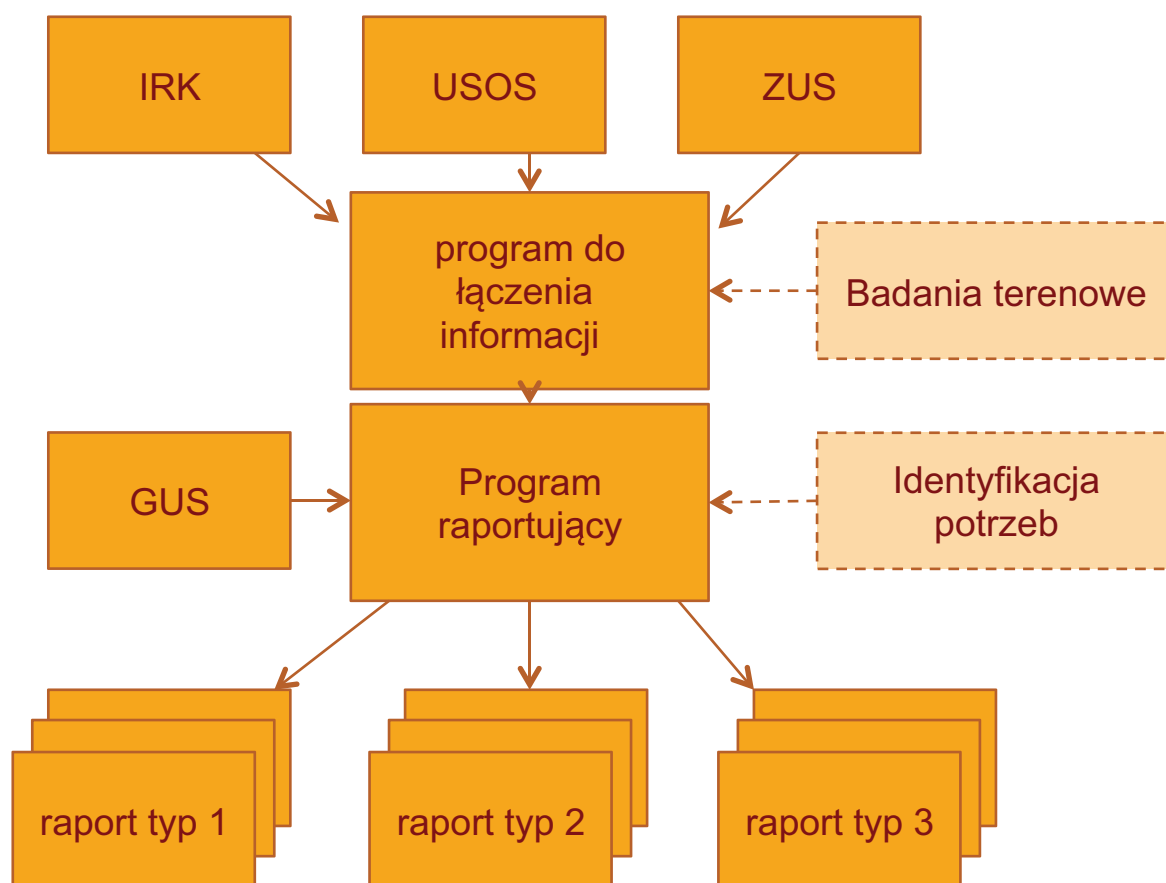 IRK
USOS
ZUS
program do
łączenia
informacji
Badania terenowe
GUS
Program
raportujący
Identyfikacja
potrzeb
raport typ 1
raport typ 2
raport typ 3